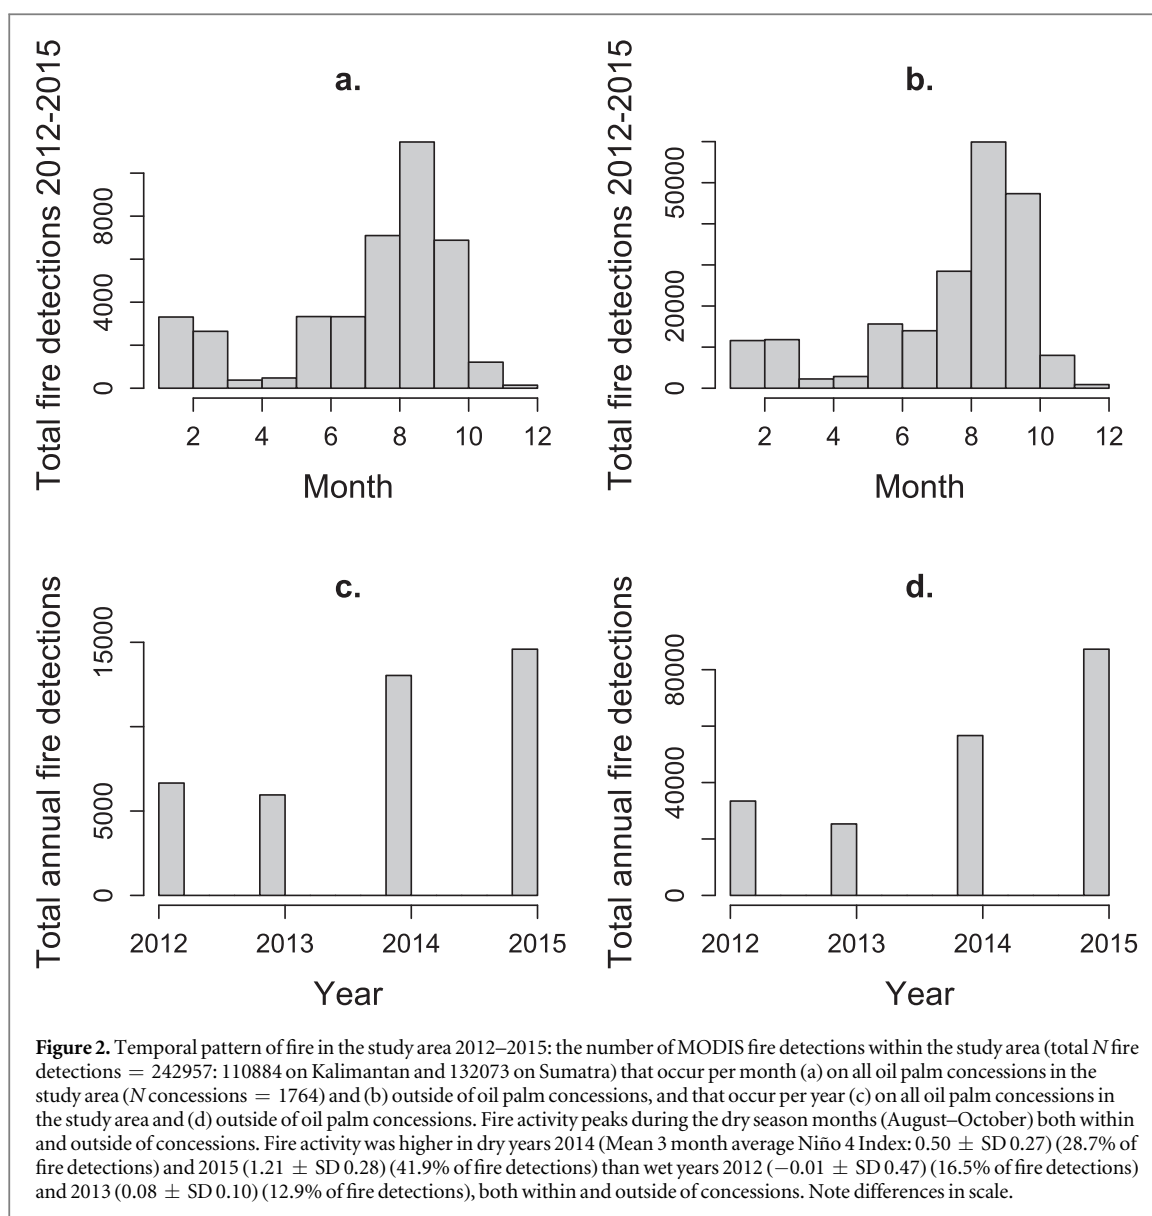 a.
Total fire detections 2012-2015
0
4000
8000
2 4 6 8 10 12
Month
b.
Total fire detections 2012-2015
0
20000
50000
2 4 6 8 10 12
Month
c.
Total annual fire detections
0
5000
15000
2012 2013 2014 2015
Year
d.
Total annual fire detections
0
40000
80000
2012 2013 2014 2015
Year
Figure 2. Temporal pattern of fire in the study area 2012–2015: the number of MODIS fire detections within the study area (total N fire
detections = 242957: 110884 on Kalimantan and 132073 on Sumatra) that occur per month (a) on all oil palm concessions in the
study area (N concessions = 1764) and (b) outside of oil palm concessions, and that occur per year (c) on all oil palm concessions in
the study area and (d) outside of oil palm concessions. Fire activity peaks during the dry season months (August–October) both within
and outside of concessions. Fire activity was higher in dry years 2014 (Mean 3 month average Niño 4 Index: 0.50 ± SD 0.27) (28.7% of
fire detections) and 2015 (1.21 ± SD 0.28) (41.9% of fire detections) than wet years 2012 (−0.01 ± SD 0.47) (16.5% of fire detections)
and 2013 (0.08 ± SD 0.10) (12.9% of fire detections), both within and outside of concessions. Note differences in scale.